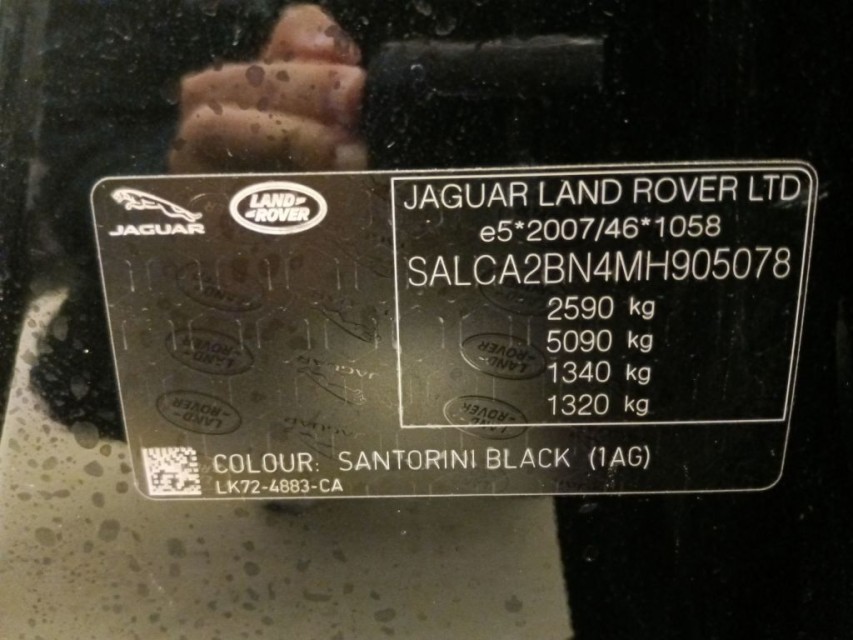 JAGUAR
LAND-
-ROVER
JAGUAR LAND ROVER LTD
e5*2007/46*1058
SALCA2BN4MH905078
2590 kg
5090 kg
1340 kg
1320 kg
COLOUR: SANTORINI BLACK (1AG)
LK72-4883-CA